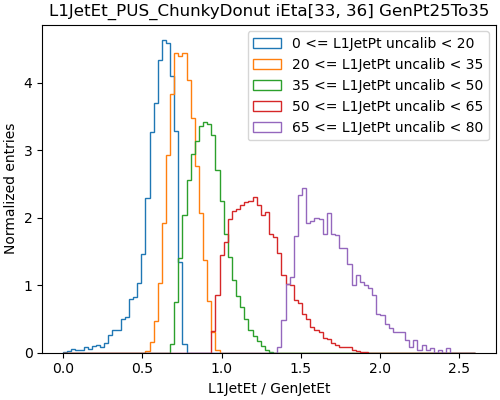 L1JetEt_PUS_ChunkyDonut iEta[33, 36] GenPt25To35
0 <= L1JetPt uncalib < 20
20 <= L1JetPt uncalib < 35
35 <= L1JetPt uncalib < 50
50 <= L1JetPt uncalib < 65
65 <= L1JetPt uncalib < 80
Normalized entries
4
3
2
1
0
0.0 0.5 1.0 1.5 2.0 2.5
L1JetEt / GenJetEt